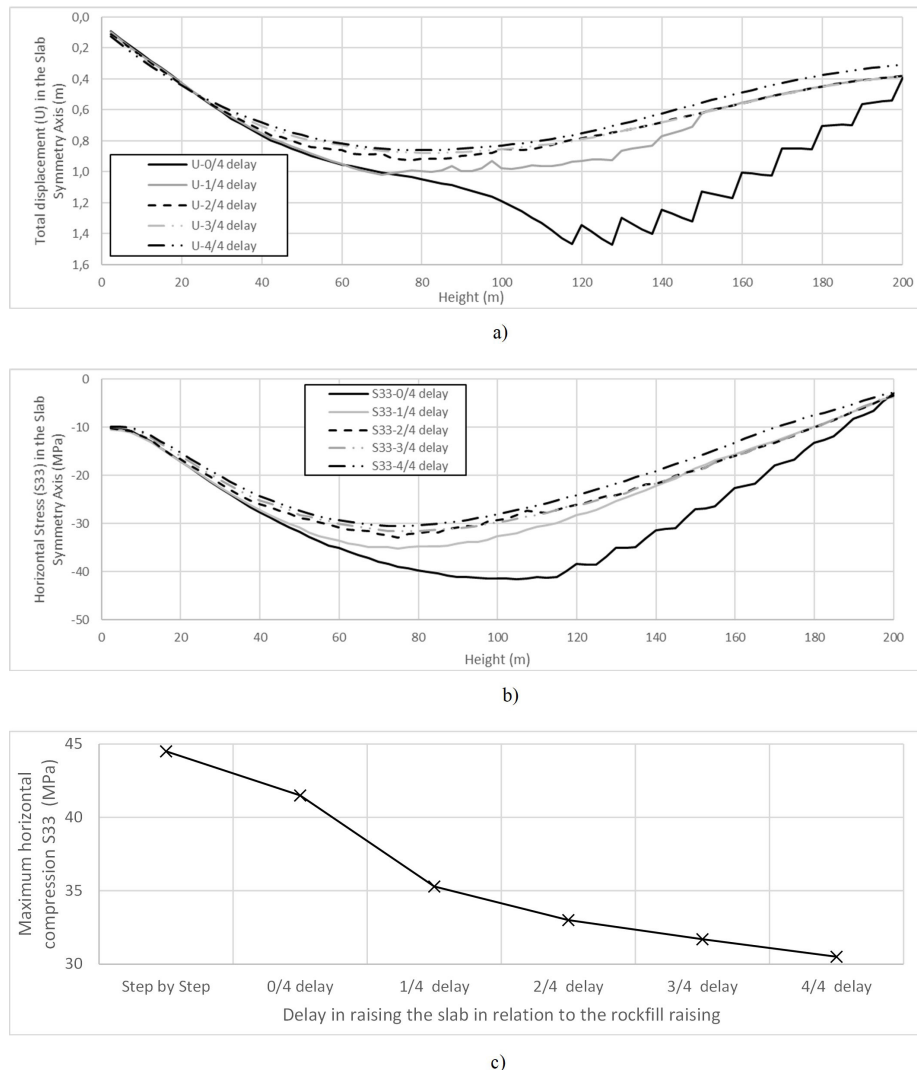 Total displacement (U) in the Slab
Symmetry Axis (m)
0,0
0,2
0,4
0,6
0,8
1,0
1,2
1,4
1,6
U-0/4 delay
U-1/4 delay
U-2/4 delay
U-3/4 delay
U-4/4 delay
0 20 40 60 80 100 120 140 160 180 200
Height (m)
a)
Horizontal Stress (S33) in the Slab
Symmetry Axis (MPa)
0
-10
-20
-30
-40
-50
S33-0/4 delay
S33-1/4 delay
S33-2/4 delay
S33-3/4 delay
S33-4/4 delay
0 20 40 60 80 100 120 140 160 180 200
Height (m)
b)
Maximum horizontal
compression S33 (MPa)
45
40
35
30
Step by Step 0/4 delay 1/4 delay 2/4 delay 3/4 delay 4/4 delay
Delay in raising the slab in relation to the rockfill raising
c)